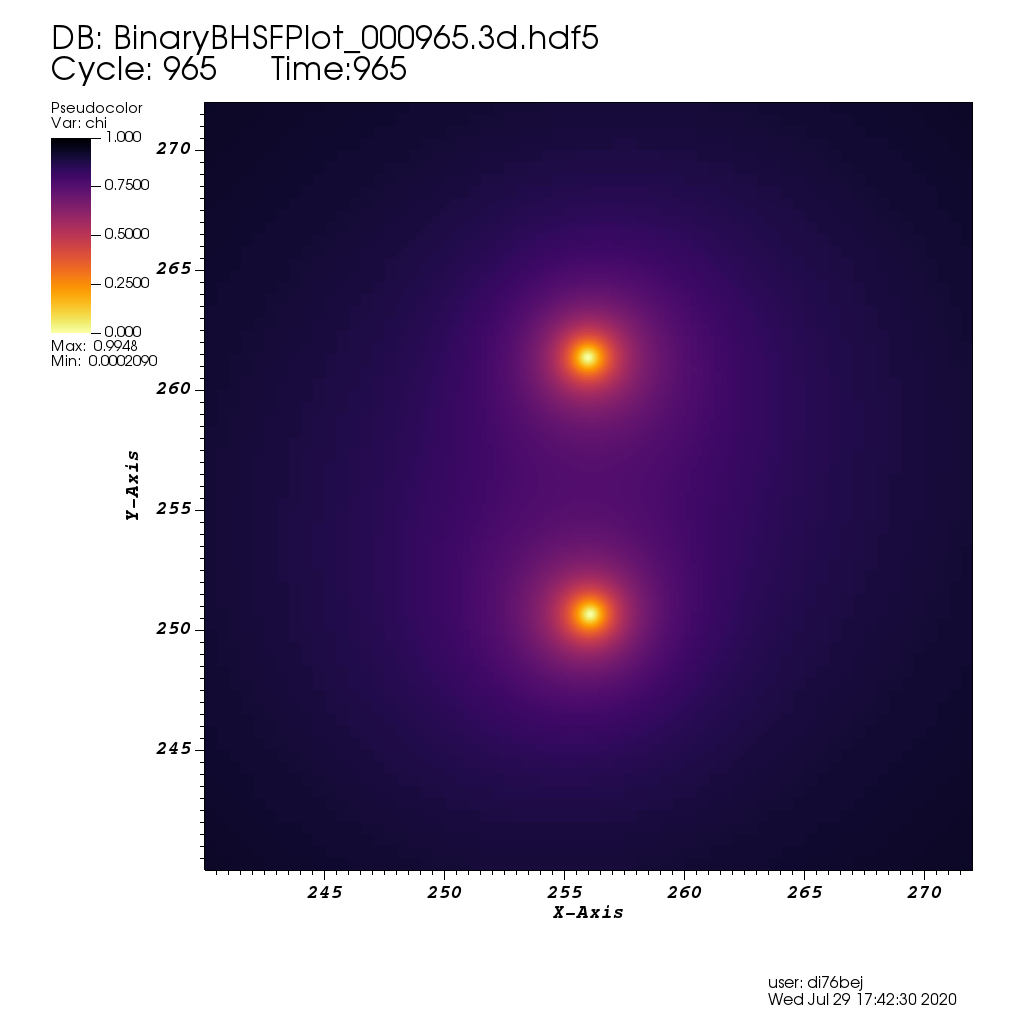 DB: BinaryBHSFPlot_000965.3d.hdf5
Cycle: 965 Time:965
Pseudocolor
Var: chi
1.000
0.7500
0.5000
0.2500
0.000
Max: 0.9948
Min: 0.0002090
270
265
260
255
250
245
Y-Axis
245 250 255 260 265 270
X-Axis
user: di76bej
Wed Jul 29 17:42:30 2020